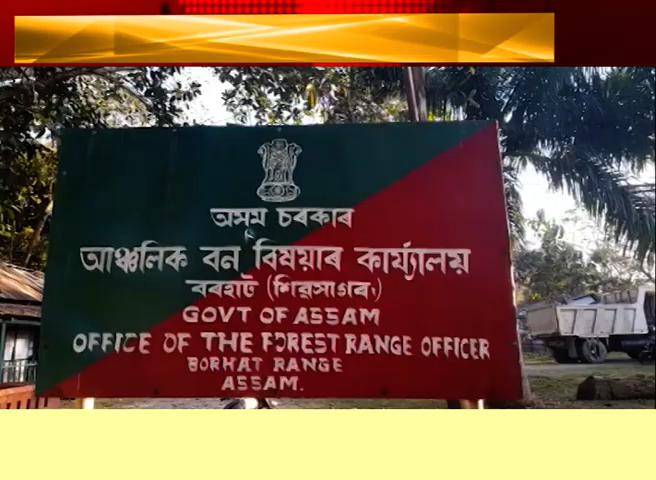 অসম চৰকাৰ
আঞ্চলিক বন বিষয়াৰ কাৰ্য্যালয়
বৰহাট (শিৱসাগৰ)
GOVT OF ASSAM
OFFICE OF THE FOREST RANGE OFFICER
BORHAT RANGE
ASSAM.